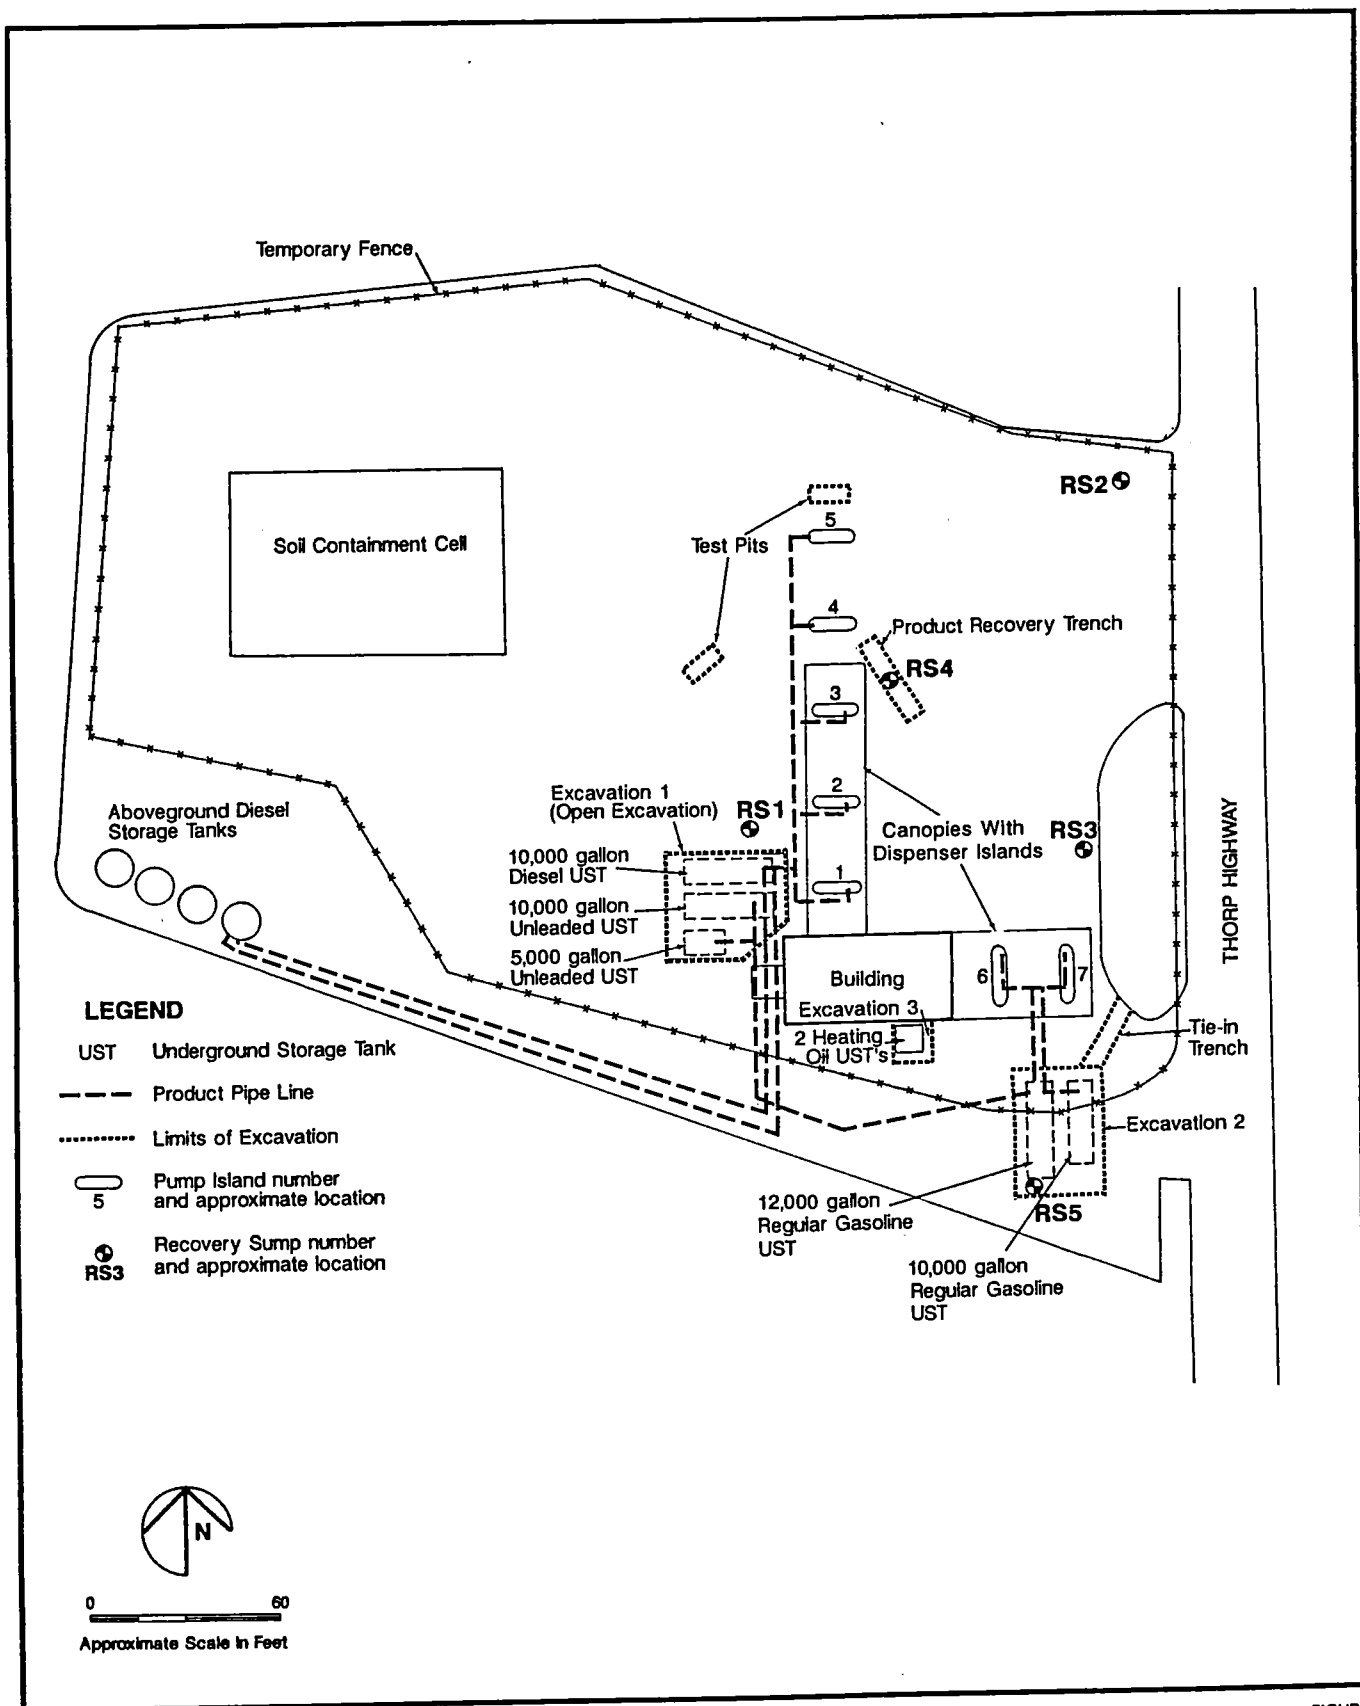 Temporary Fence
RS2
5
Soil Containment Cell
Test Pits
4
Product Recovery Trench
RS4
3
Excavation 1
(Open Excavation)
RS1
2
Aboveground Diesel
Storage Tanks
Canopies With
Dispenser Islands
RS3
THORP HIGHWAY
10,000 gallon
Diesel UST
1
10,000 gallon
Unleaded UST
5,000 gallon
Unleaded UST
Building
6
7
Excavation 3
2 Heating
Oil UST's
Tie-in
Trench
Excavation 2
12,000 gallon
Regular Gasoline
UST
RS5
10,000 gallon
Regular Gasoline
UST
LEGEND
UST Underground Storage Tank
Product Pipe Line
Limits of Excavation
Pump Island number
and approximate location
5
Recovery Sump number
and approximate location
RS3
N
0 60
Approximate Scale in Feet